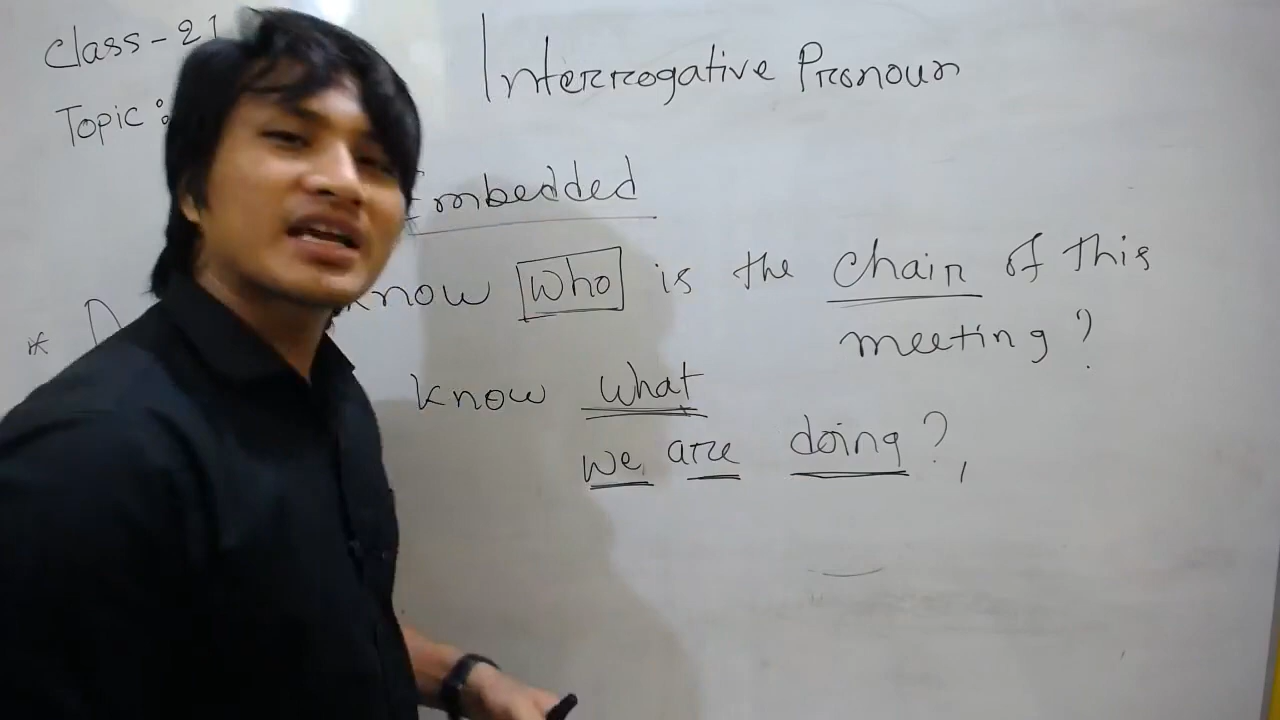 Class-21
Interrogative Pronoun
Topic:
Embedded
* know who is the chair of this
meeting?
know what
we are doing?,